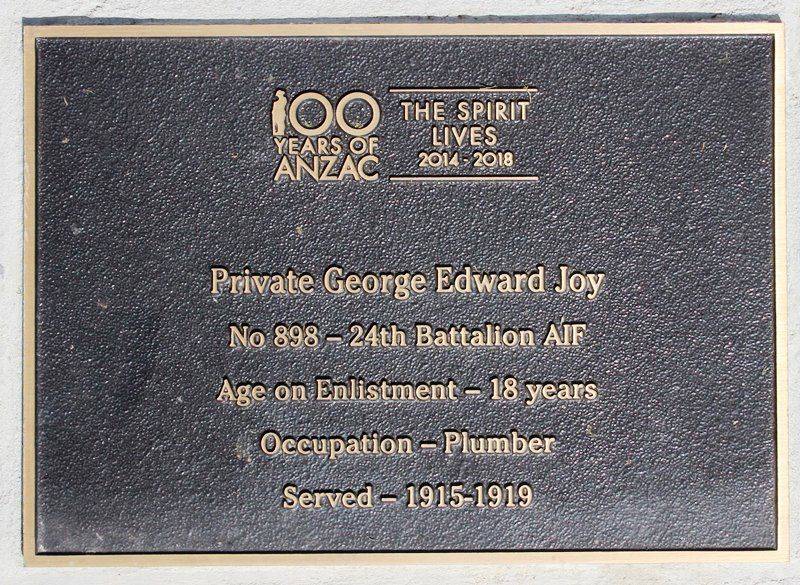 100
YEARS OF
ANZAC
THE SPIRIT
LIVES
2014 - 2018
Private George Edward Joy
No 898 – 24th Battalion AIF
Age on Enlistment – 18 years
Occupation – Plumber
Served – 1915-1919